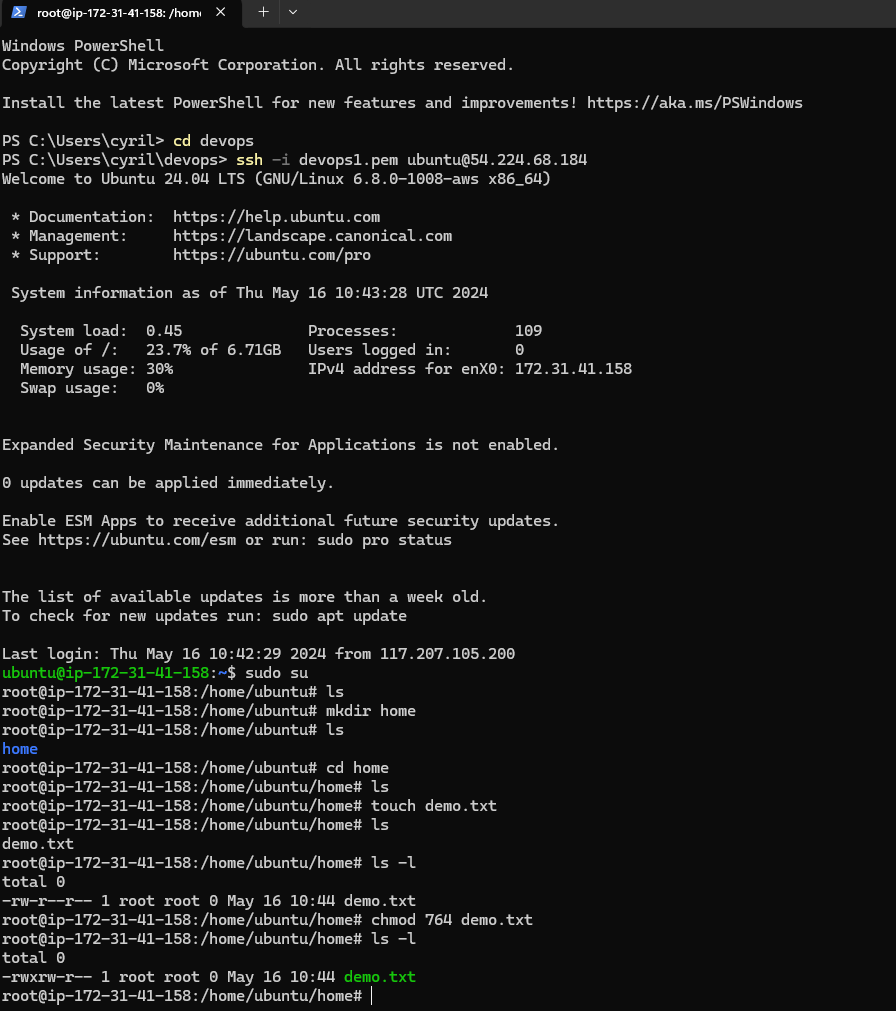 root@ip-172-31-41-158: /home
Windows PowerShell
Copyright (C) Microsoft Corporation. All rights reserved.
Install the latest PowerShell for new features and improvements! https://aka.ms/PSWindows
PS C:\Users\cyril> cd devops
PS C:\Users\cyril\devops> ssh -i devops1.pem ubuntu@54.224.68.184
Welcome to Ubuntu 24.04 LTS (GNU/Linux 6.8.0-1008-aws x86_64)
* Documentation:  https://help.ubuntu.com
* Management:     https://landscape.canonical.com
* Support:        https://ubuntu.com/pro
System information as of Thu May 16 10:43:28 UTC 2024
System load:  0.45              Processes:             109
Usage of /:   23.7% of 6.71GB   Users logged in:       0
Memory usage: 30%               IPv4 address for enX0: 172.31.41.158
Swap usage:   0%
Expanded Security Maintenance for Applications is not enabled.
0 updates can be applied immediately.
Enable ESM Apps to receive additional future security updates.
See https://ubuntu.com/esm or run: sudo pro status
The list of available updates is more than a week old.
To check for new updates run: sudo apt update
Last login: Thu May 16 10:42:29 2024 from 117.207.105.200
ubuntu@ip-172-31-41-158:~$ sudo su
root@ip-172-31-41-158:/home/ubuntu# ls
root@ip-172-31-41-158:/home/ubuntu# mkdir home
root@ip-172-31-41-158:/home/ubuntu# ls
home
root@ip-172-31-41-158:/home/ubuntu# cd home
root@ip-172-31-41-158:/home/ubuntu/home# ls
root@ip-172-31-41-158:/home/ubuntu/home# touch demo.txt
root@ip-172-31-41-158:/home/ubuntu/home# ls
demo.txt
root@ip-172-31-41-158:/home/ubuntu/home# ls -l
total 0
-rw-r--r-- 1 root root 0 May 16 10:44 demo.txt
root@ip-172-31-41-158:/home/ubuntu/home# chmod 764 demo.txt
root@ip-172-31-41-158:/home/ubuntu/home# ls -l
total 0
-rwxrw-r-- 1 root root 0 May 16 10:44 demo.txt
root@ip-172-31-41-158:/home/ubuntu/home#